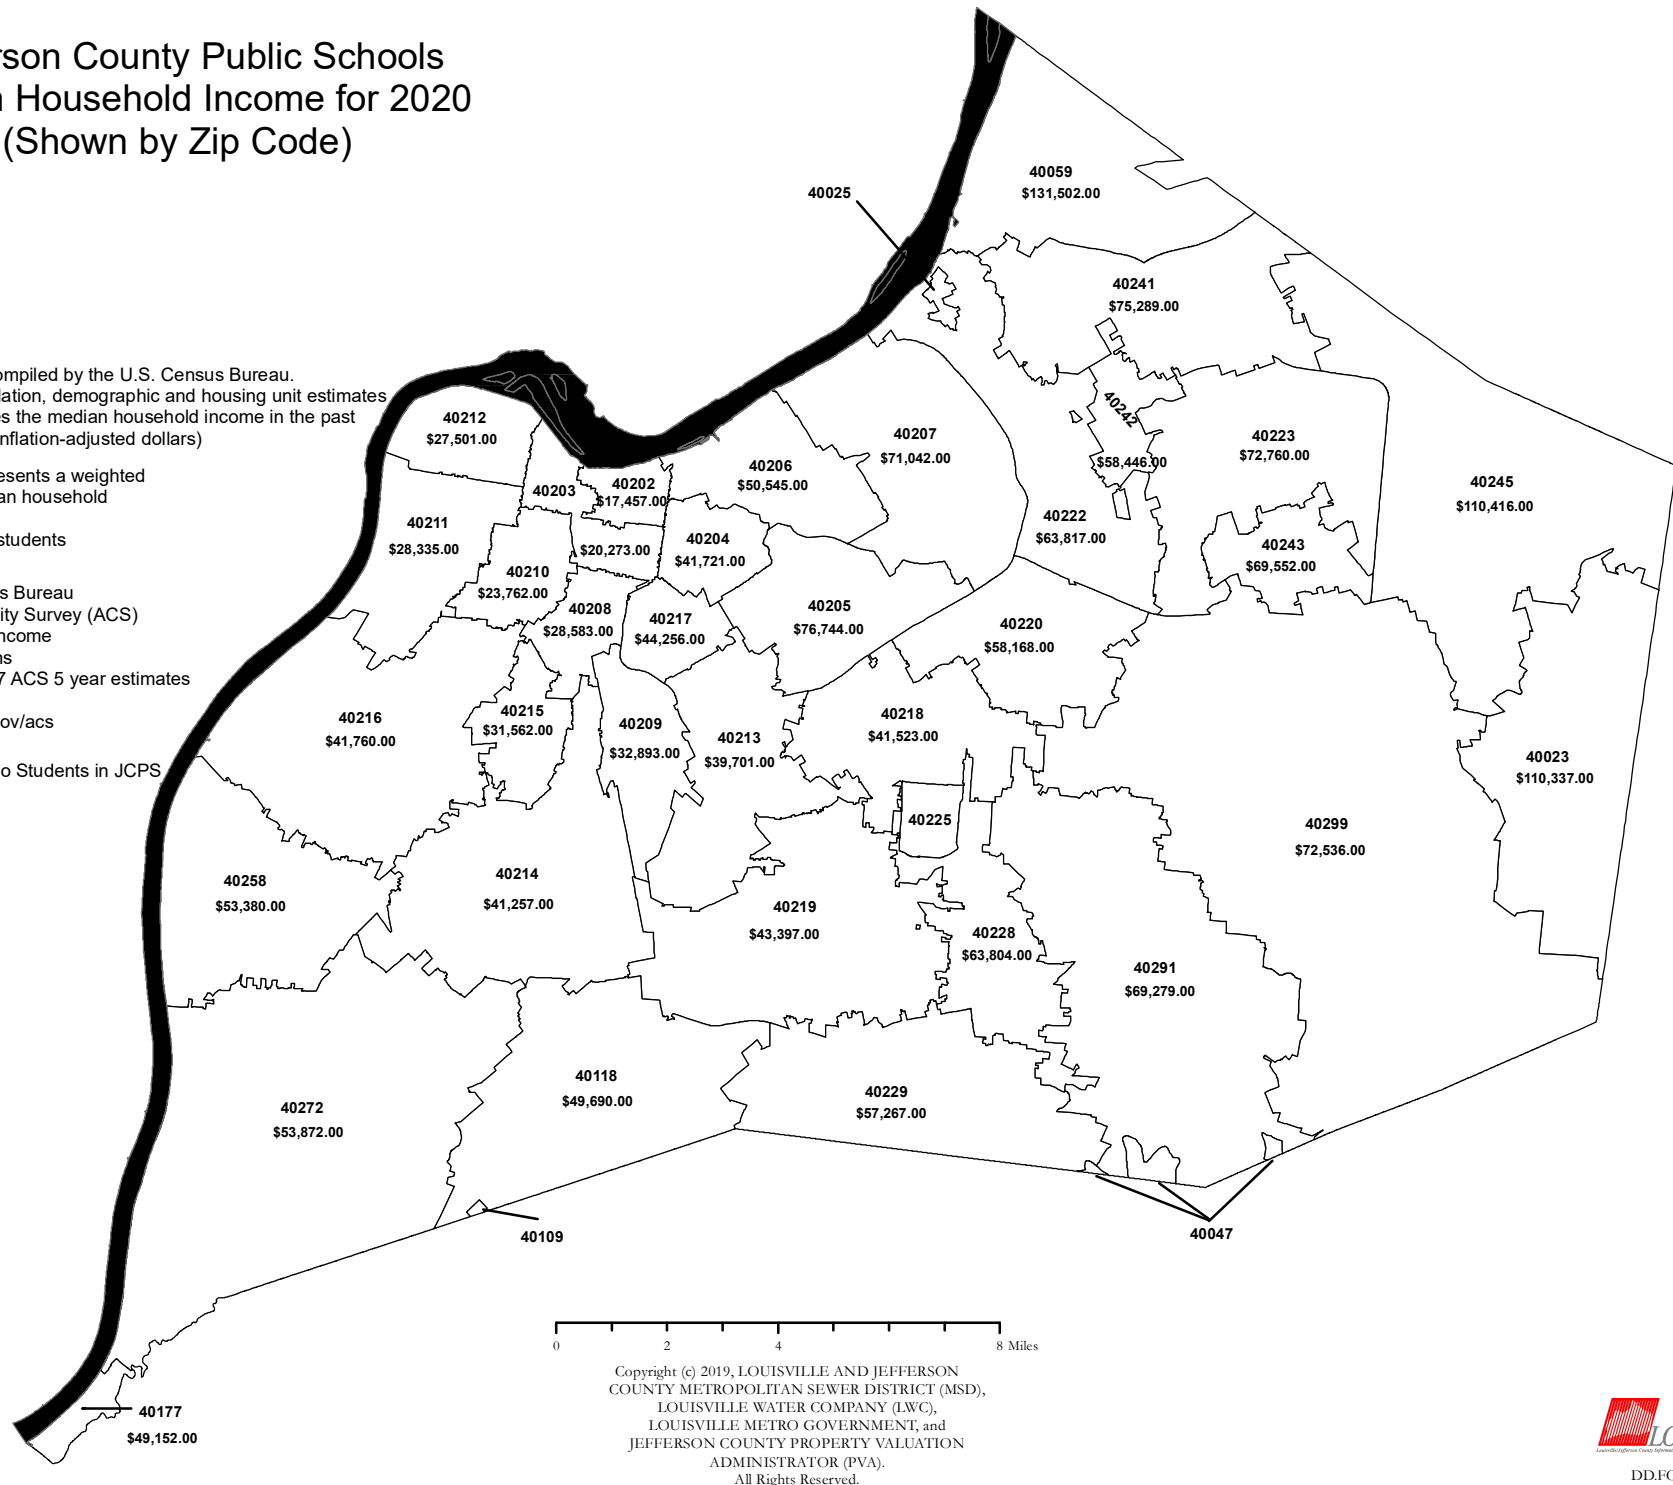 rson County Public Schools
n Household Income for 2020
(Shown by Zip Code)
ompiled by the U.S. Census Bureau.
lation, demographic and housing unit estimates
es the median household income in the past
nflation-adjusted dollars)
esents a weighted
an household
students
s Bureau
ity Survey (ACS)
ncome
ns
7 ACS 5 year estimates
ov/acs
o Students in JCPS
40025
40059
$131,502.00
40241
$75,289.00
40212
$27,501.00
40207
$71,042.00
40242
$58,446.00
40223
$72,760.00
40206
$50,545.00
40203
$20,273.00
40202
$17,457.00
40245
$110,416.00
40211
$28,335.00
40204
$41,721.00
40222
$63,817.00
40243
$69,552.00
40210
$23,762.00
40208
$28,583.00
40217
$44,256.00
40205
$76,744.00
40220
$58,168.00
40216
$41,760.00
40215
$31,562.00
40209
$32,893.00
40213
$39,701.00
40218
$41,523.00
40023
$110,337.00
40225
40299
$72,536.00
40258
$53,380.00
40214
$41,257.00
40219
$43,397.00
40228
$63,804.00
40291
$69,279.00
40272
$53,872.00
40118
$49,690.00
40229
$57,267.00
40109
40047
40177
$49,152.00
0 2 4 8 Miles
Copyright (c) 2019, LOUISVILLE AND JEFFERSON
COUNTY METROPOLITAN SEWER DISTRICT (MSD),
LOUISVILLE WATER COMPANY (LWC),
LOUISVILLE METRO GOVERNMENT, and
JEFFERSON COUNTY PROPERTY VALUATION
ADMINISTRATOR (PVA).
All Rights Reserved.
LO
Louisville/Jefferson County Informa
DD.FO